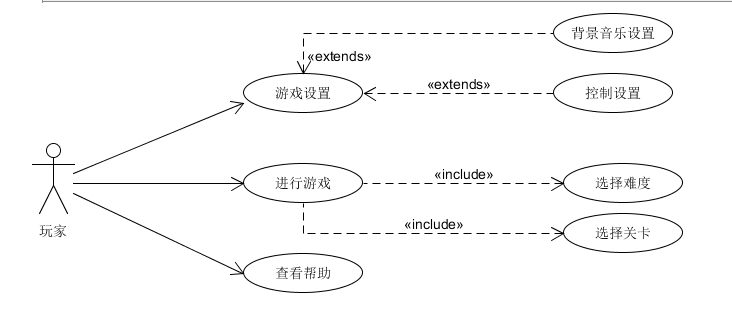 背景音乐设置
«extends»
游戏设置
«extends»
控制设置
进行游戏
«include»
选择难度
«include»
选择关卡
玩家
查看帮助